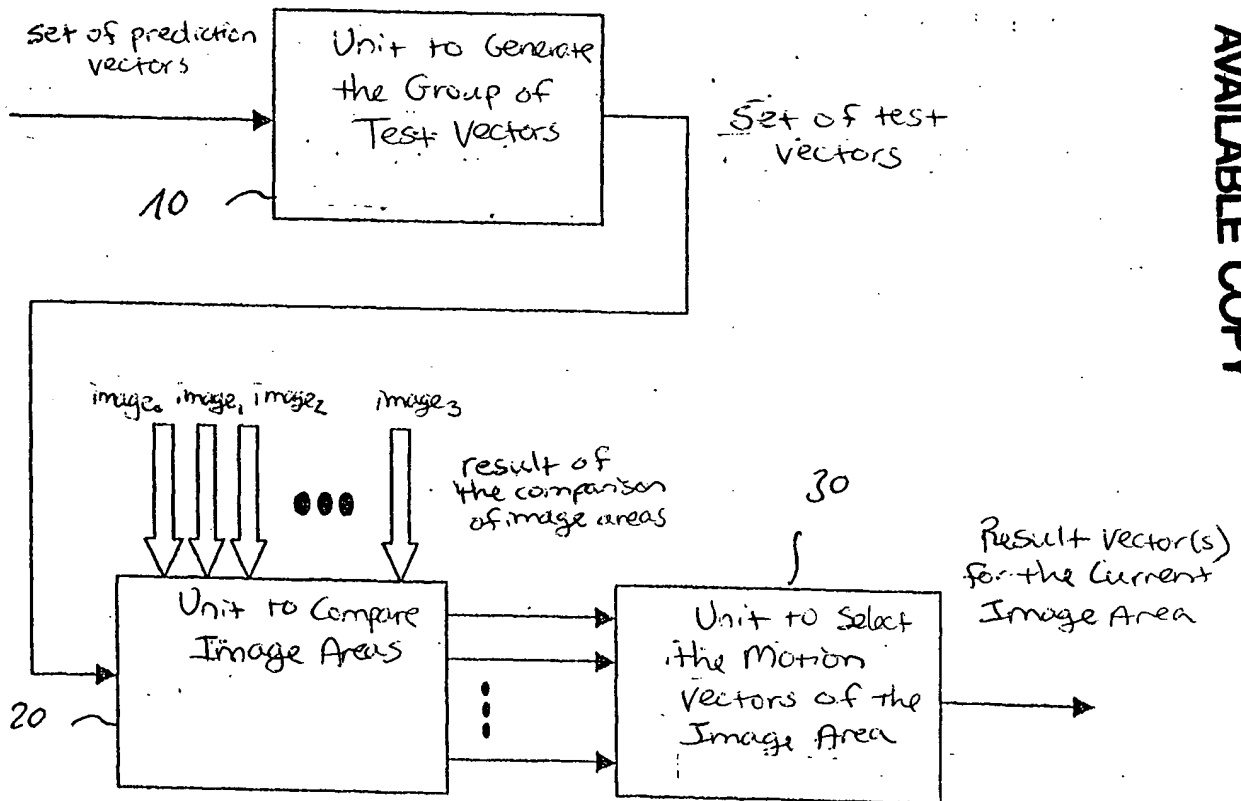 set of prediction
vectors
Unit to Generate
the Group of
Test Vectors
10
Set of test
vectors
AVAILABLE COPY
image₀ image₁ image₂ image₃
result of
the comparison
of image areas
30
Unit to Compare
Image Areas
20
Unit to Select
the Motion
Vectors of the
Image Area
Result vector(s)
for the Current
Image Area